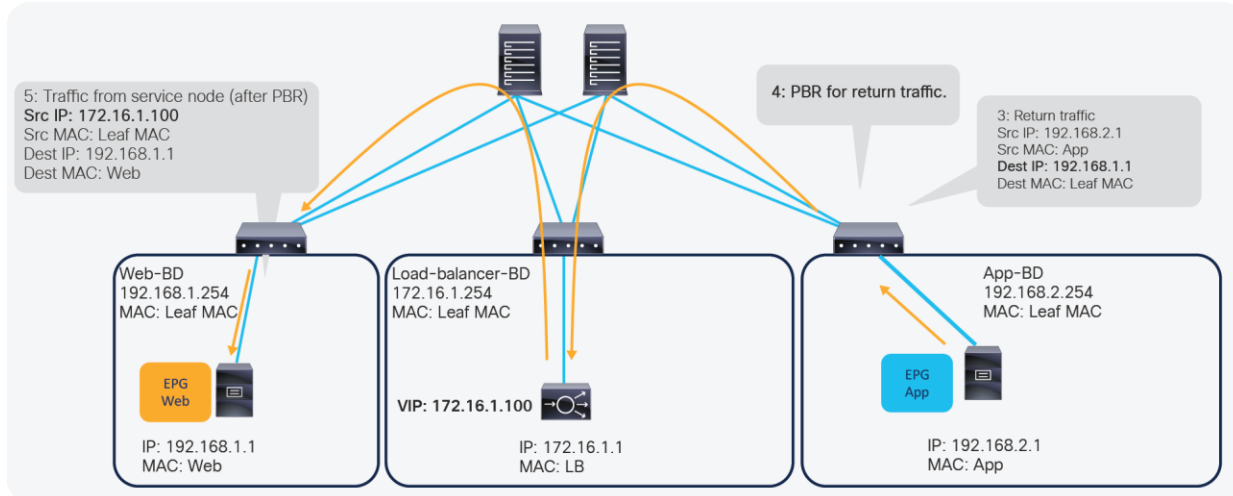 5: Traffic from service node (after PBR)
Src IP: 172.16.1.100
Src MAC: Leaf MAC
Dest IP: 192.168.1.1
Dest MAC: Web
4: PBR for return traffic.
3: Return traffic
Src IP: 192.168.2.1
Src MAC: App
Dest IP: 192.168.1.1
Dest MAC: Leaf MAC
Web-BD
192.168.1.254
MAC: Leaf MAC
EPG
Web
IP: 192.168.1.1
MAC: Web
Load-balancer-BD
172.16.1.254
MAC: Leaf MAC
VIP: 172.16.1.100
IP: 172.16.1.1
MAC: LB
App-BD
192.168.2.254
MAC: Leaf MAC
EPG
App
IP: 192.168.2.1
MAC: App